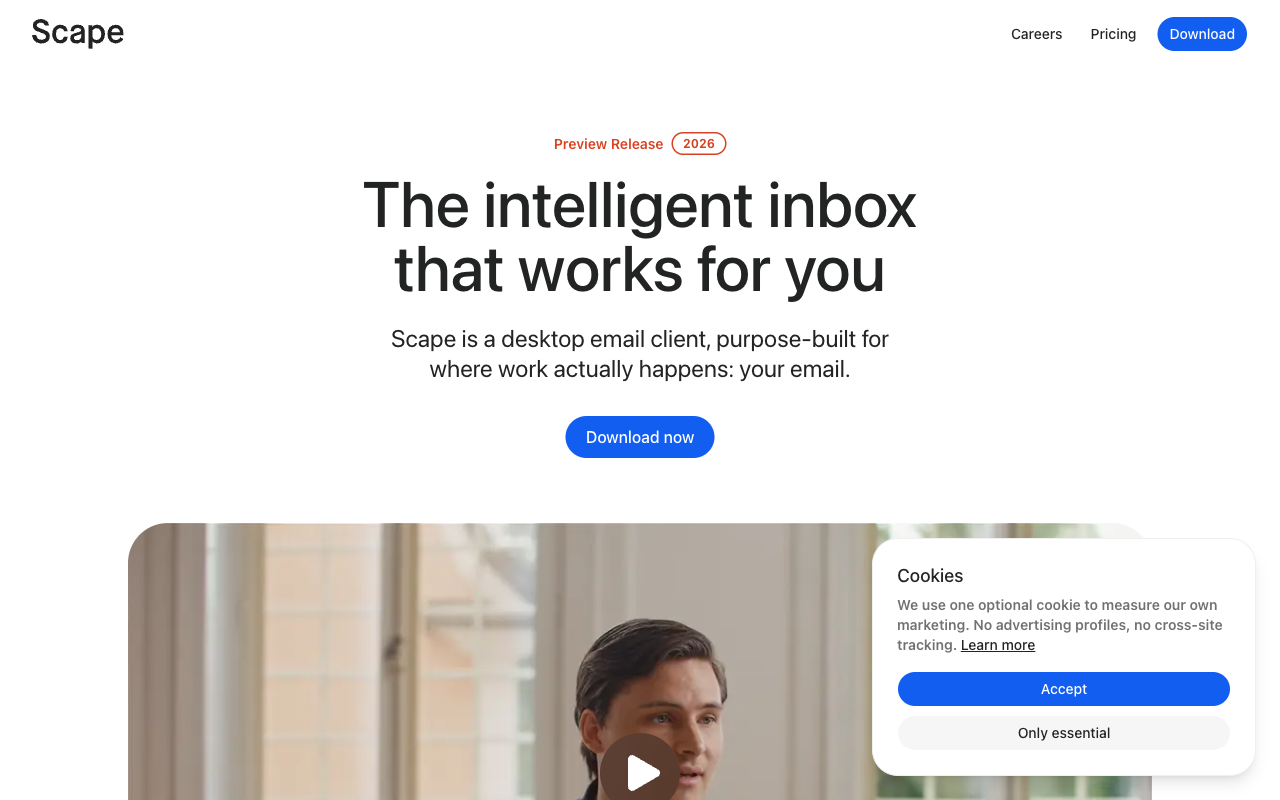 Scape
Careers
Pricing
Download
Preview Release
2026
The intelligent inbox
that works for you
Scape is a desktop email client, purpose-built for
where work actually happens: your email.
Download now
Cookies
We use one optional cookie to measure our own
marketing. No advertising profiles, no cross-site
tracking. Learn more
Accept
Only essential